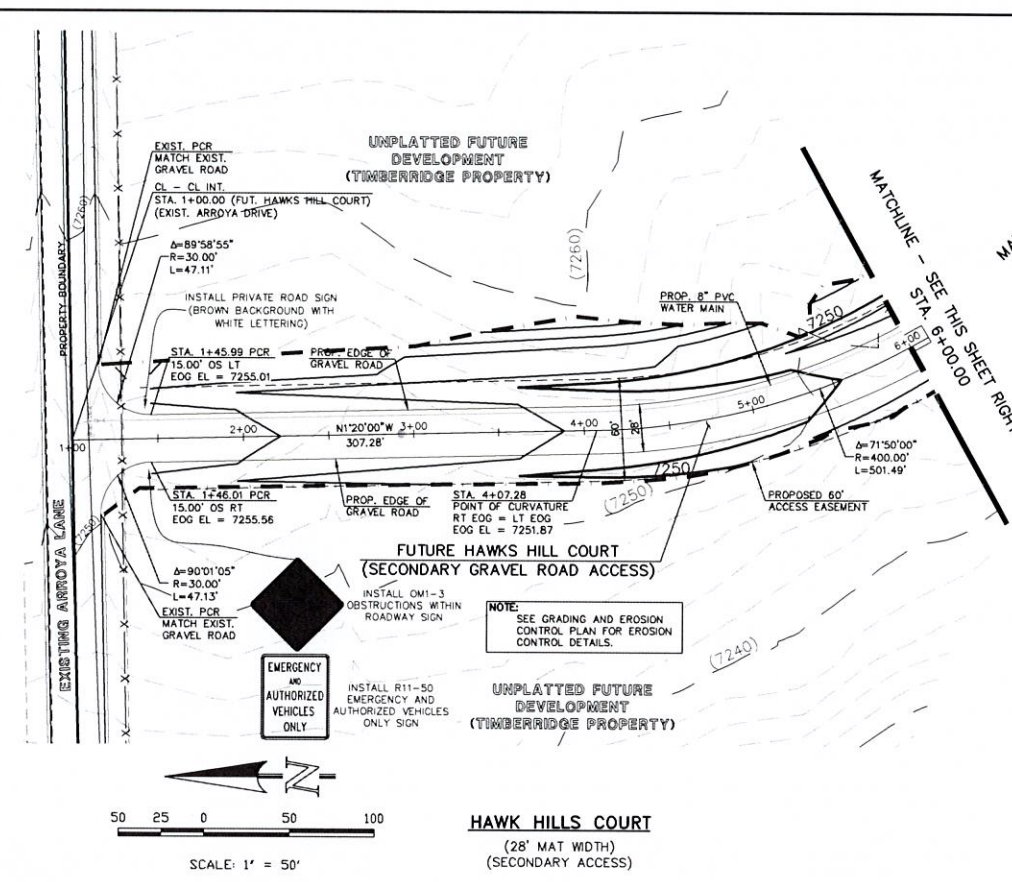 EXIST. PCR
MATCH EXIST.
GRAVEL ROAD
CL - CL INT.
STA. 1+00.00 (FUT. HAWKS HILL COURT)
(EXIST. ARROYA DRIVE)
UNPLATTED FUTURE
DEVELOPMENT
(TIMBERRIDGE PROPERTY)
(7260)
PROPERTY BOUNDARY
Δ=89°58'55"
R=30.00'
L=47.11'
(7260)
INSTALL PRIVATE ROAD SIGN
(BROWN BACKGROUND WITH
WHITE LETTERING)
STA. 1+45.99 PCR
15.00' OS LT
EOG EL = 7255.01
PROP. EDGE OF
GRAVEL ROAD
PROP. 8" PVC
WATER MAIN
7250
MATCHLINE - SEE THIS SHEET RIGHT
STA. 6+00.00
6+00
1+00
2+00
N1°20'00"W
307.28'
3+00
4+00
60'
28'
5+00
Δ=71°50'00"
R=400.00'
L=501.49'
7250
(7250)
PROPOSED 60'
ACCESS EASEMENT
STA. 1+46.01 PCR
15.00' OS RT
EOG EL = 7255.56
PROP. EDGE OF
GRAVEL ROAD
STA. 4+07.28
POINT OF CURVATURE
RT EOG = LT EOG
EOG EL = 7251.87
(7250)
FUTURE HAWKS HILL COURT
(SECONDARY GRAVEL ROAD ACCESS)
Δ=90°01'05"
R=30.00'
L=47.13'
EXIST. PCR
MATCH EXIST.
GRAVEL ROAD
EXISTING ARROYA LANE
INSTALL OM1-3
OBSTRUCTIONS WITHIN
ROADWAY SIGN
NOTE:
SEE GRADING AND EROSION
CONTROL PLAN FOR EROSION
CONTROL DETAILS.
(7240)
EMERGENCY
AND
AUTHORIZED
VEHICLES
ONLY
INSTALL R11-50
EMERGENCY AND
AUTHORIZED VEHICLES
ONLY SIGN
UNPLATTED FUTURE
DEVELOPMENT
(TIMBERRIDGE PROPERTY)
N
50 25 0 50 100
SCALE: 1' = 50'
HAWK HILLS COURT
(28' MAT WIDTH)
(SECONDARY ACCESS)